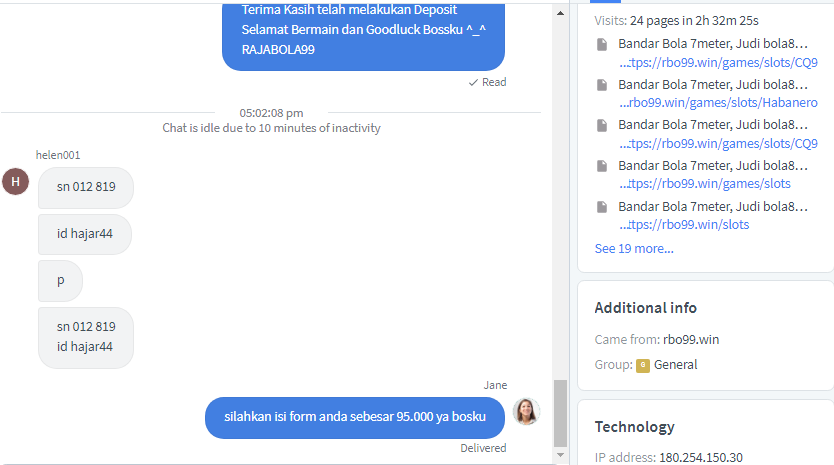 Terima Kasih telah melakukan Deposit
Selamat Bermain dan Goodluck Bossku ^_^
RAJABOLA99
Read
05:02:08 pm
Chat is idle due to 10 minutes of inactivity
helen001
H
sn 012 819
id hajar44
p
sn 012 819
id hajar44
Jane
silahkan isi form anda sebesar 95.000 ya bosku
Delivered
Visits: 24 pages in 2h 32m 25s
Bandar Bola 7meter, Judi bola8...
...:tps://rbo99.win/games/slots/CQ9
Bandar Bola 7meter, Judi bola8...
...rbo99.win/games/slots/Habanero
Bandar Bola 7meter, Judi bola8...
...:tps://rbo99.win/games/slots/CQ9
Bandar Bola 7meter, Judi bola8...
...:tps://rbo99.win/games/slots
Bandar Bola 7meter, Judi bola8...
...:tps://rbo99.win/slots
See 19 more...
Additional info
Came from: rbo99.win
Group: G General
Technology
IP address: 180.254.150.30